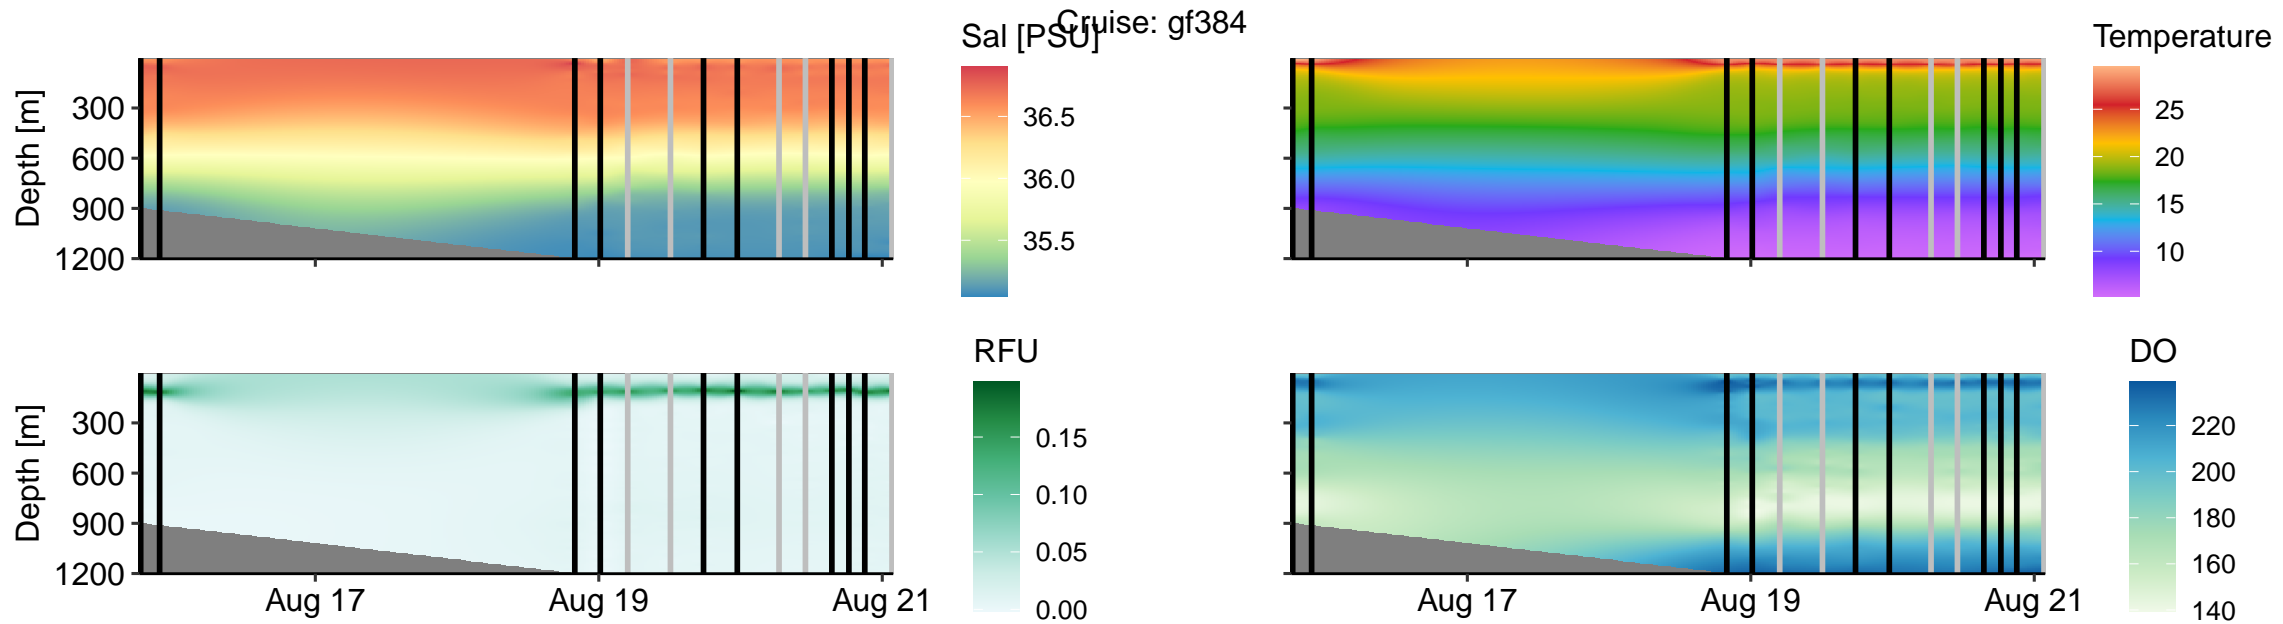 Cruise: gf384
Sal [PSU]
Depth [m]
300
600
900
1200
36.5
36.0
35.5
Temperature
25
20
15
10
RFU
Depth [m]
300
600
900
1200
Aug 17
Aug 19
Aug 21
0.15
0.10
0.05
0.00
DO
Aug 17
Aug 19
Aug 21
220
200
180
160
140